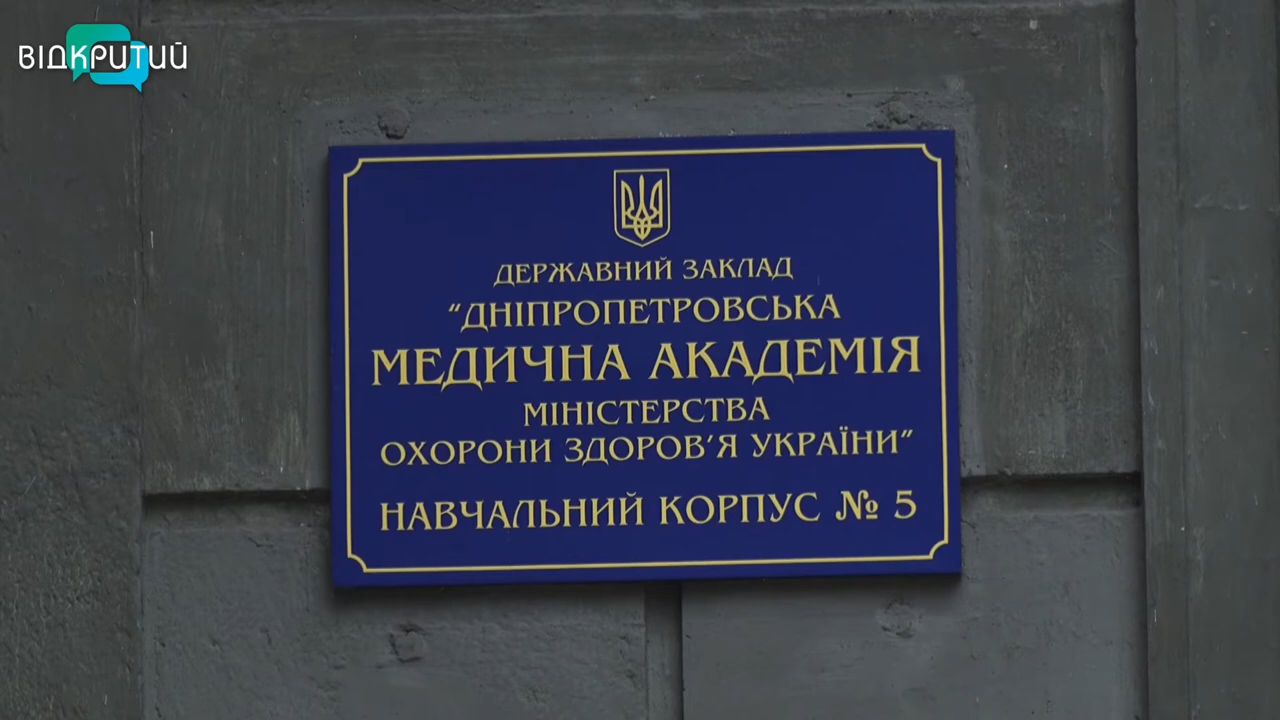 ВІДКРИТИЙ
ДЕРЖАВНИЙ ЗАКЛАД
“ДНІПРОПЕТРОВСЬКА
МЕДИЧНА АКАДЕМІЯ
МІНІСТЕРСТВА
ОХОРОНИ ЗДОРОВ’Я УКРАЇНИ”
НАВЧАЛЬНИЙ КОРПУС № 5